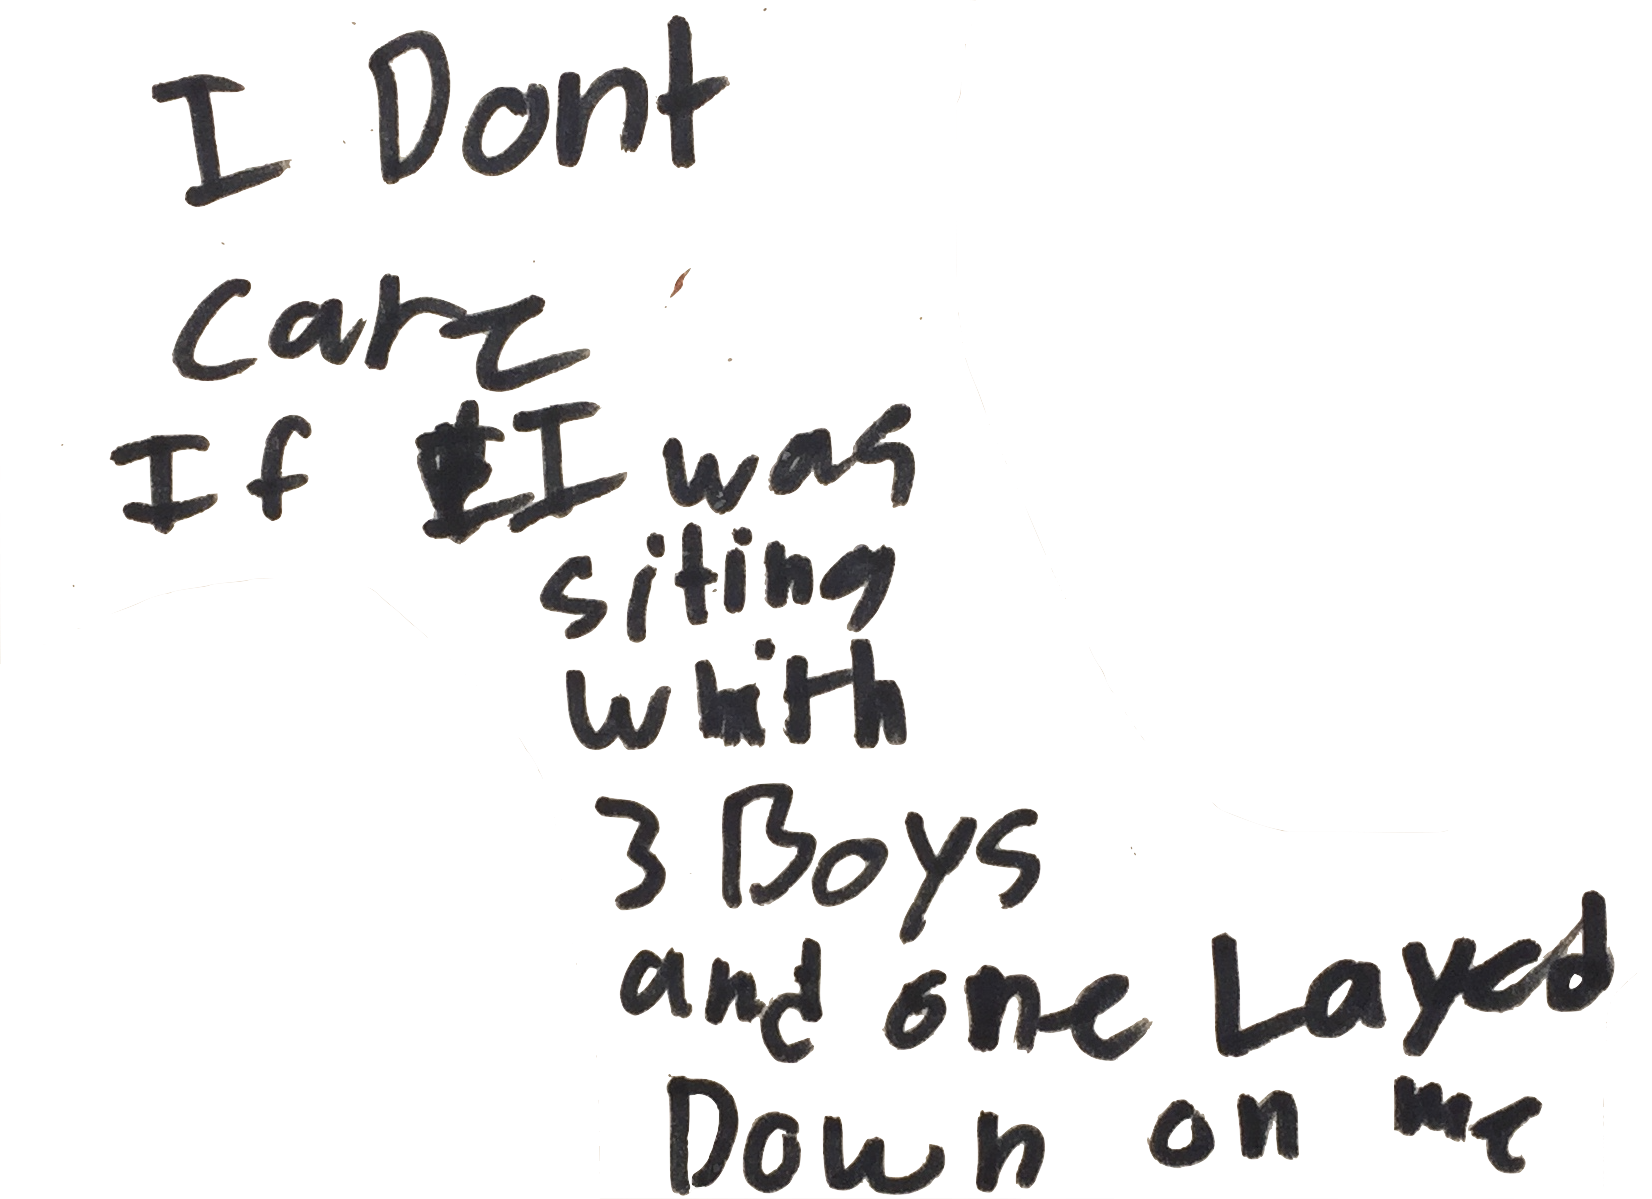 I Dont
care
If I was
siting
whith
3 Boys
and one Layed
Down on me